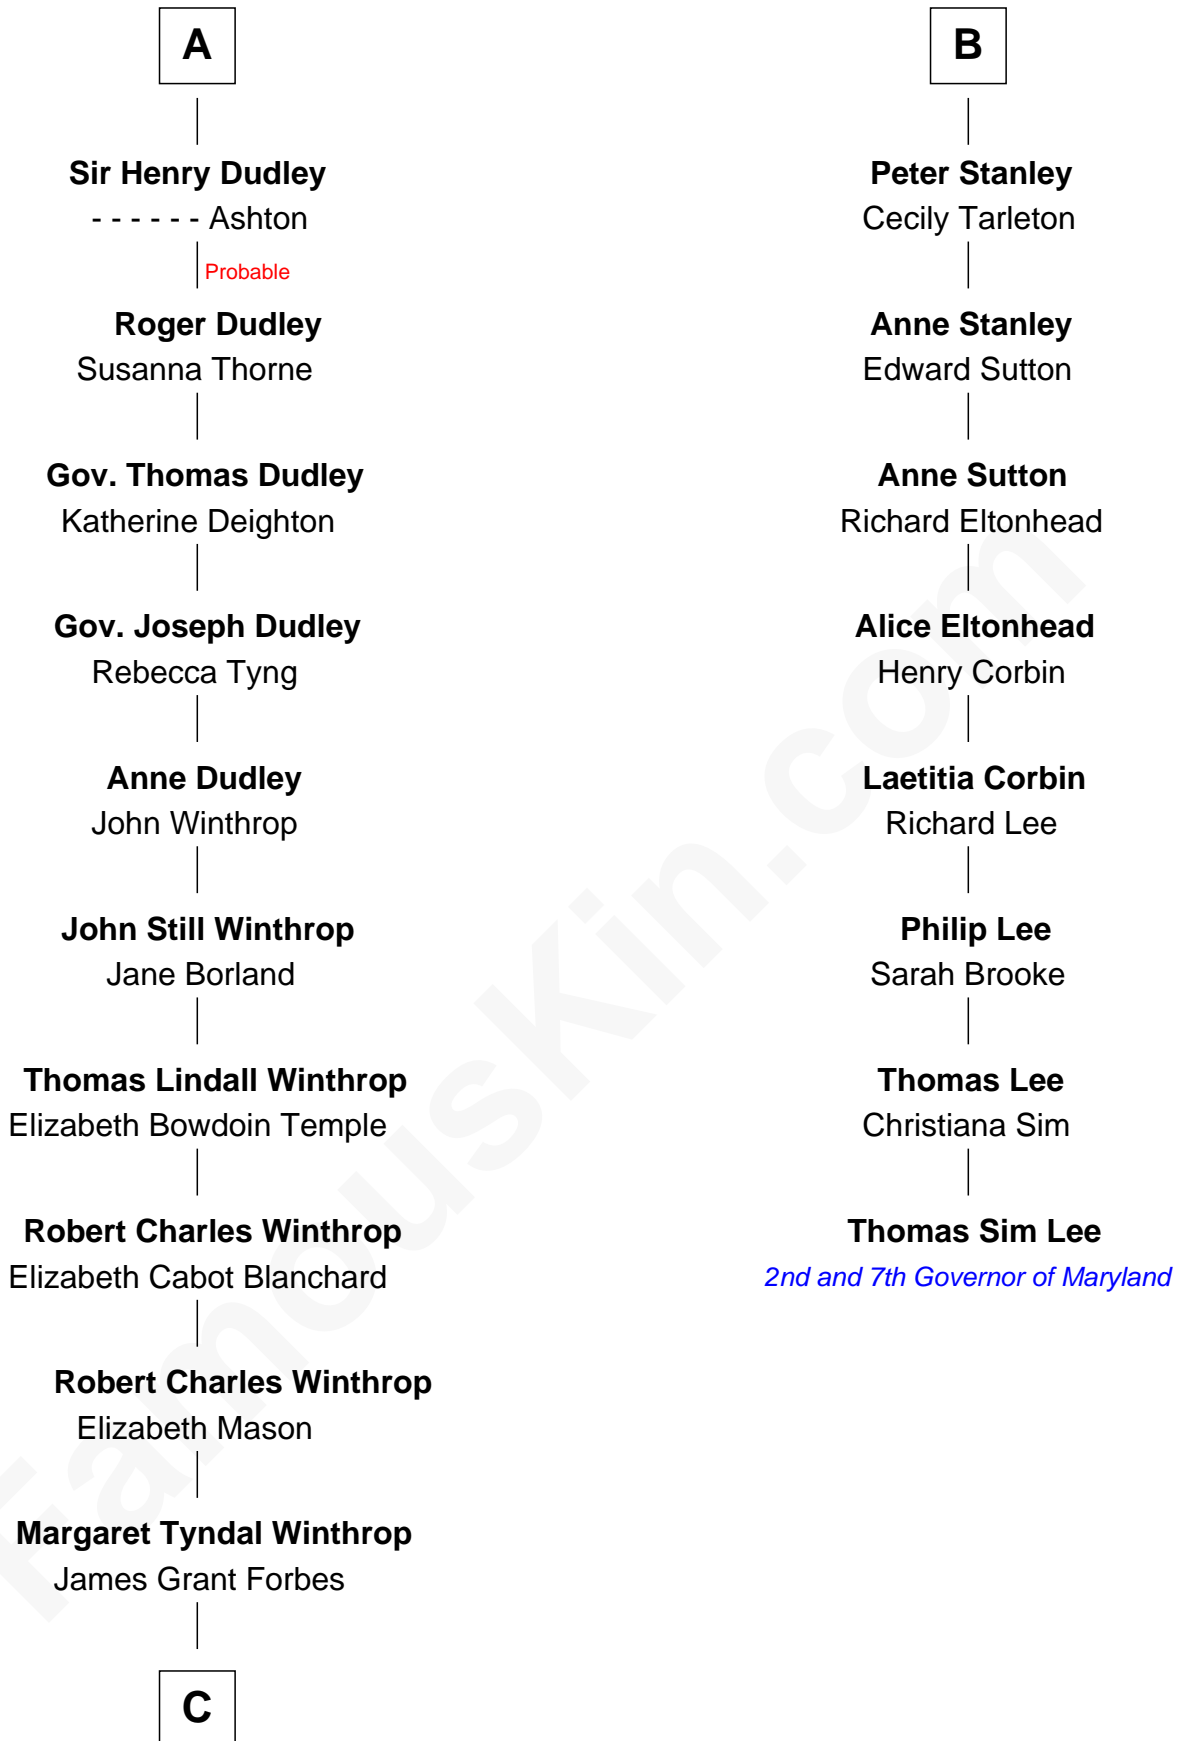 A
Sir Henry Dudley
- - - - - - Ashton
Probable
Roger Dudley
Susanna Thorne
Gov. Thomas Dudley
Katherine Deighton
Gov. Joseph Dudley
Rebecca Tyng
Anne Dudley
John Winthrop
John Still Winthrop
Jane Borland
Thomas Lindall Winthrop
Elizabeth Bowdoin Temple
Robert Charles Winthrop
Elizabeth Cabot Blanchard
Robert Charles Winthrop
Elizabeth Mason
Margaret Tyndal Winthrop
James Grant Forbes
C
B
Peter Stanley
Cecily Tarleton
Anne Stanley
Edward Sutton
Anne Sutton
Richard Eltonhead
Alice Eltonhead
Henry Corbin
Laetitia Corbin
Richard Lee
Philip Lee
Sarah Brooke
Thomas Lee
Christiana Sim
Thomas Sim Lee
2nd and 7th Governor of Maryland
FamousKin.com